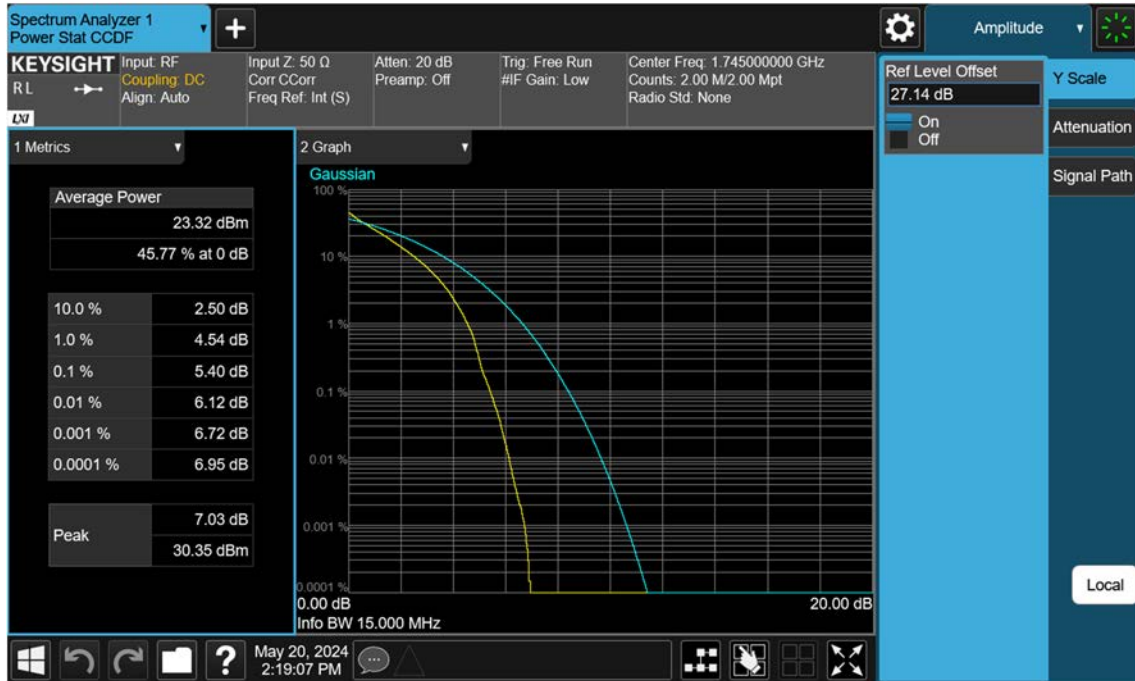 Spectrum Analyzer 1
Power Stat CCDF
Amplitude
KEYSIGHT
R L
LXI
Input: RF
Coupling: DC
Align: Auto
Input Z: 50 Ω
Corr CCorr
Freq Ref: Int (S)
Atten: 20 dB
Preamp: Off
Trig: Free Run
#IF Gain: Low
Center Freq: 1.745000000 GHz
Counts: 2.00 M/2.00 Mpt
Radio Std: None
Ref Level Offset
27.14 dB
On
Off
Y Scale
Attenuation
Signal Path
1 Metrics
Average Power
23.32 dBm
45.77 % at 0 dB
10.0 % 2.50 dB
1.0 % 4.54 dB
0.1 % 5.40 dB
0.01 % 6.12 dB
0.001 % 6.72 dB
0.0001 % 6.95 dB
Peak
7.03 dB
30.35 dBm
2 Graph
Gaussian
100 %
10 %
1 %
0.1 %
0.01 %
0.001 %
0.0001 %
0.00 dB 20.00 dB
Info BW 15.000 MHz
Local
?
May 20, 2024
2:19:07 PM